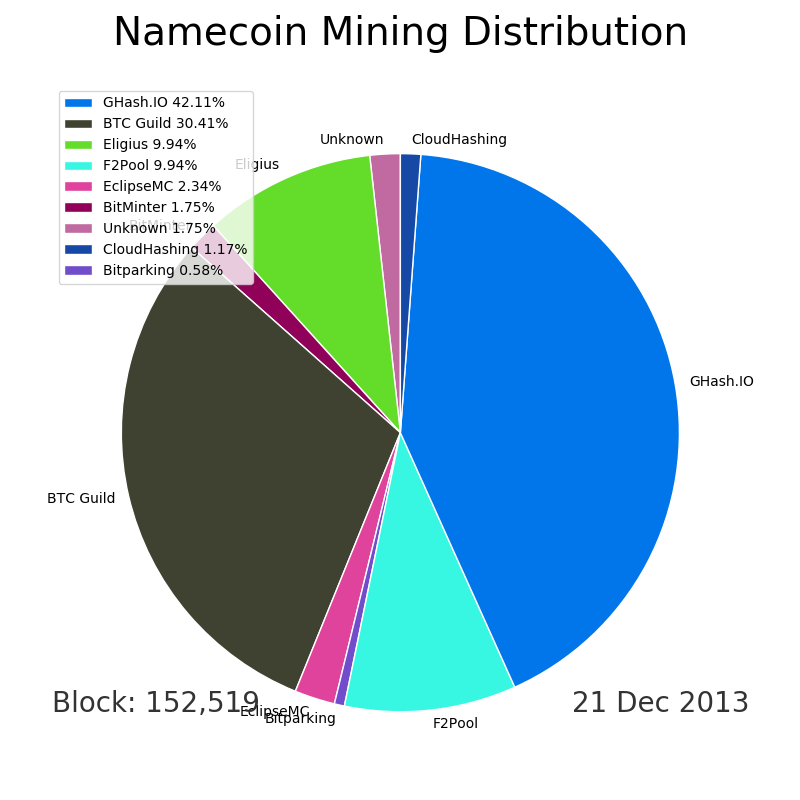 Namecoin Mining Distribution
GHash.IO 42.11%
BTC Guild 30.41%
Eligius 9.94%
F2Pool 9.94%
EclipseMC 2.34%
BitMinter 1.75%
Unknown 1.75%
CloudHashing 1.17%
Bitparking 0.58%
Unknown
CloudHashing
Eligius
BitMinter
GHash.IO
BTC Guild
EclipseMC
Bitparking
F2Pool
Block: 152,519
21 Dec 2013